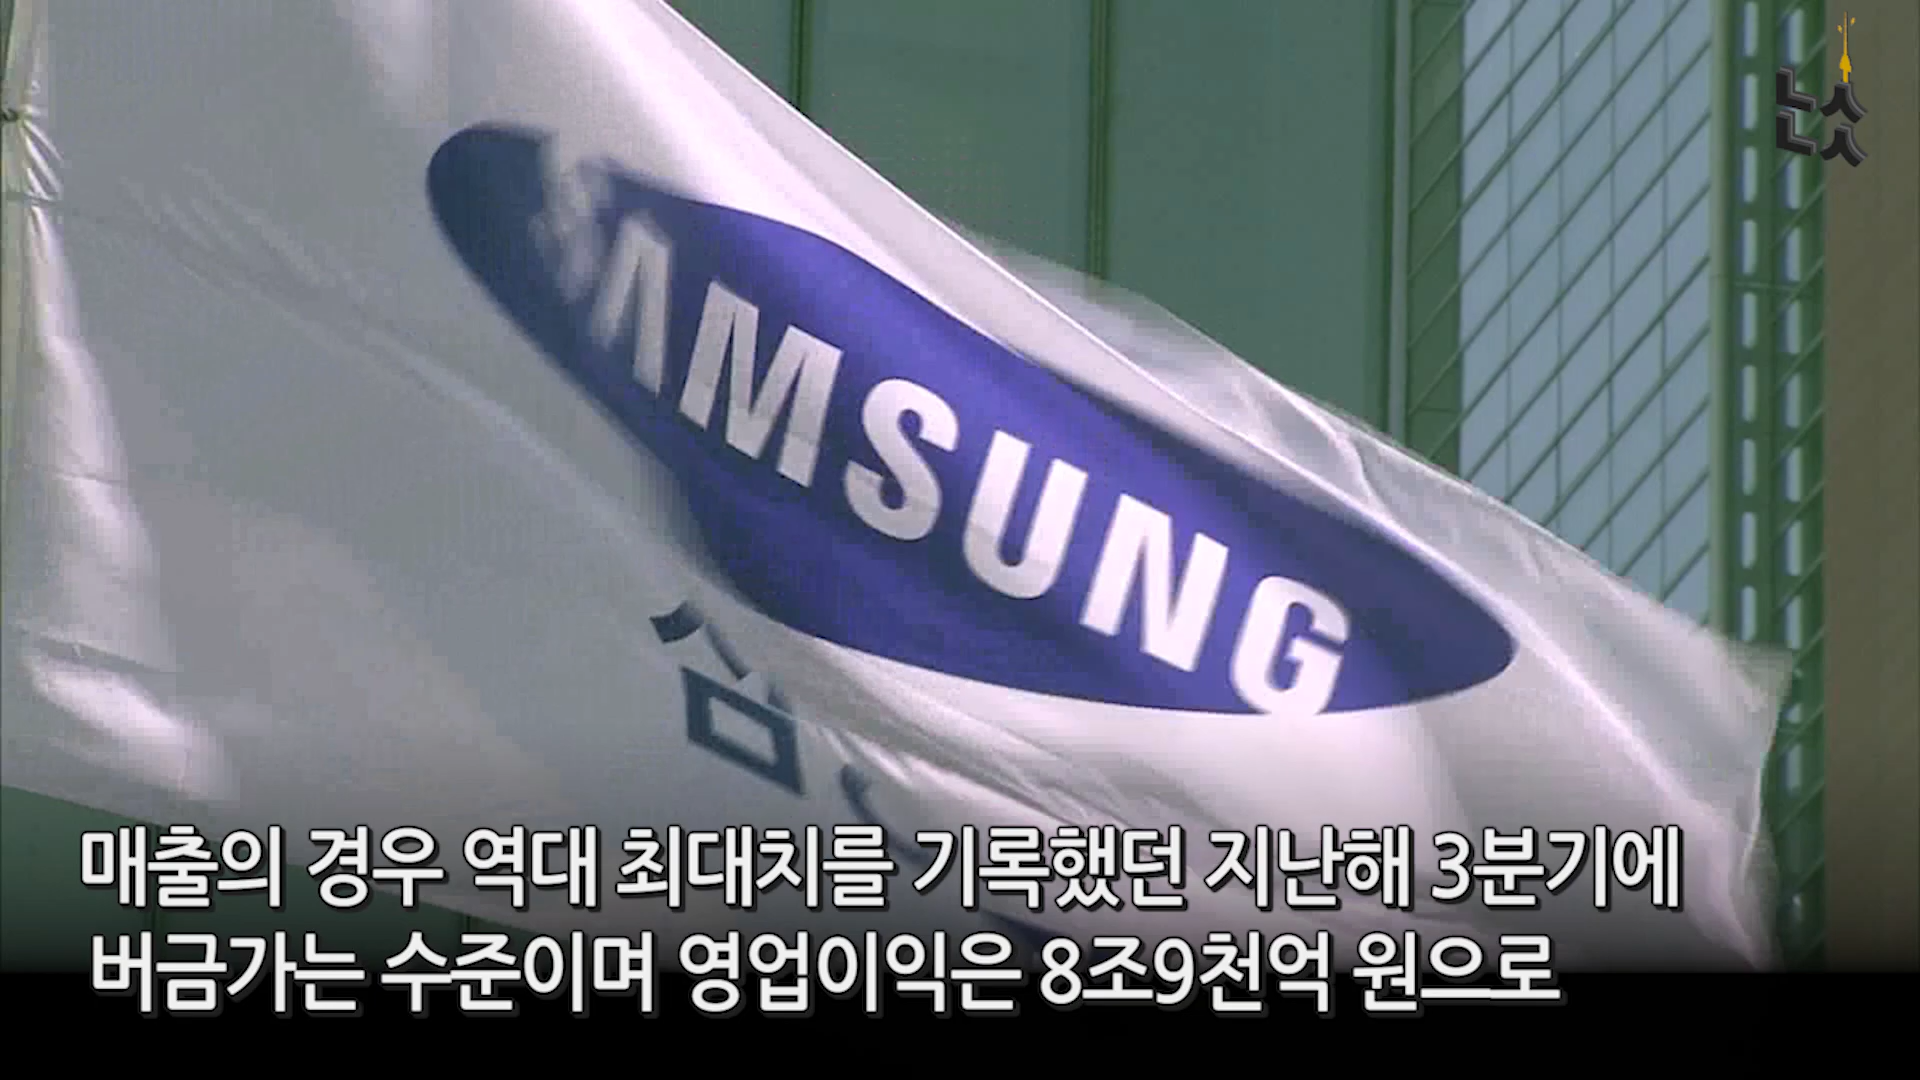 SAMSUNG
삼
매출의 경우 역대 최대치를 기록했던 지난해 3분기에
버금가는 수준이며 영업이익은 8조9천억 원으로